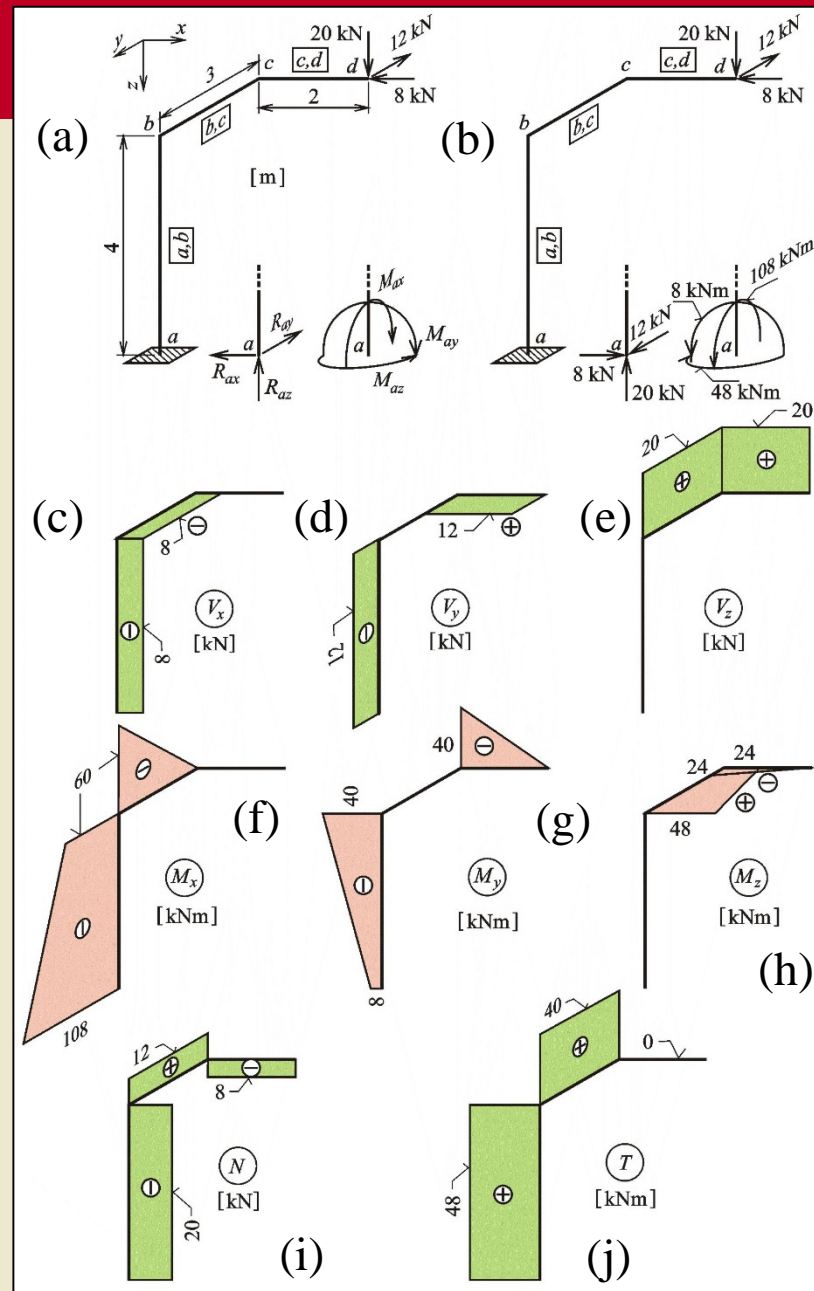 20 kN
12 kN
y
x
z
3
c
c,d
d
8 kN
2
(a)
b
b,c
[m]
4
a,b
a
R_ax
R_ay
a
R_az
M_ax
a
M_ay
M_az
20 kN
12 kN
c
c,d
d
8 kN
(b)
b
b,c
a,b
a
12 kN
a
8 kN
20 kN
108 kNm
8 kNm
a
48 kNm
(c)
8
−
−
8
V_x
[kN]
(d)
12
+
−
12
V_y
[kN]
(e)
20
20
+
+
V_z
[kN]
60
−
(f)
−
108
M_x
[kNm]
40
−
40
(g)
−
8
M_y
[kNm]
24
24
−
+
48
M_z
[kNm]
(h)
12
+
−
8
−
20
N
[kN]
(i)
40
+
0
48
+
T
[kNm]
(j)